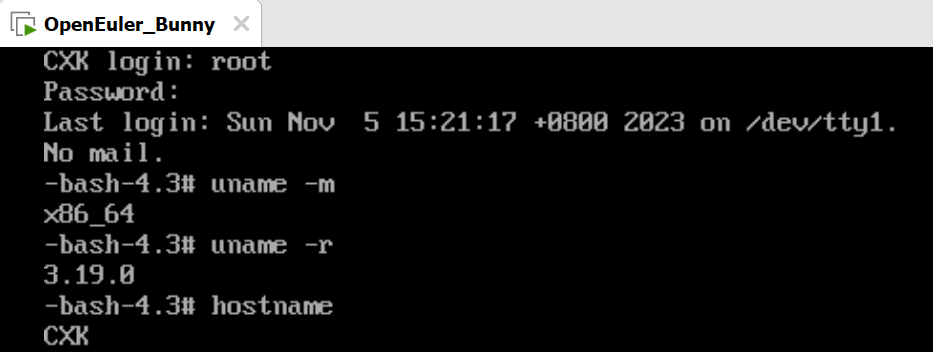 OpenEuler_Bunny
CXK login: root
Password:
Last login: Sun Nov  5 15:21:17 +0800 2023 on /dev/tty1.
No mail.
-bash-4.3# uname -m
x86_64
-bash-4.3# uname -r
3.19.0
-bash-4.3# hostname
CXK